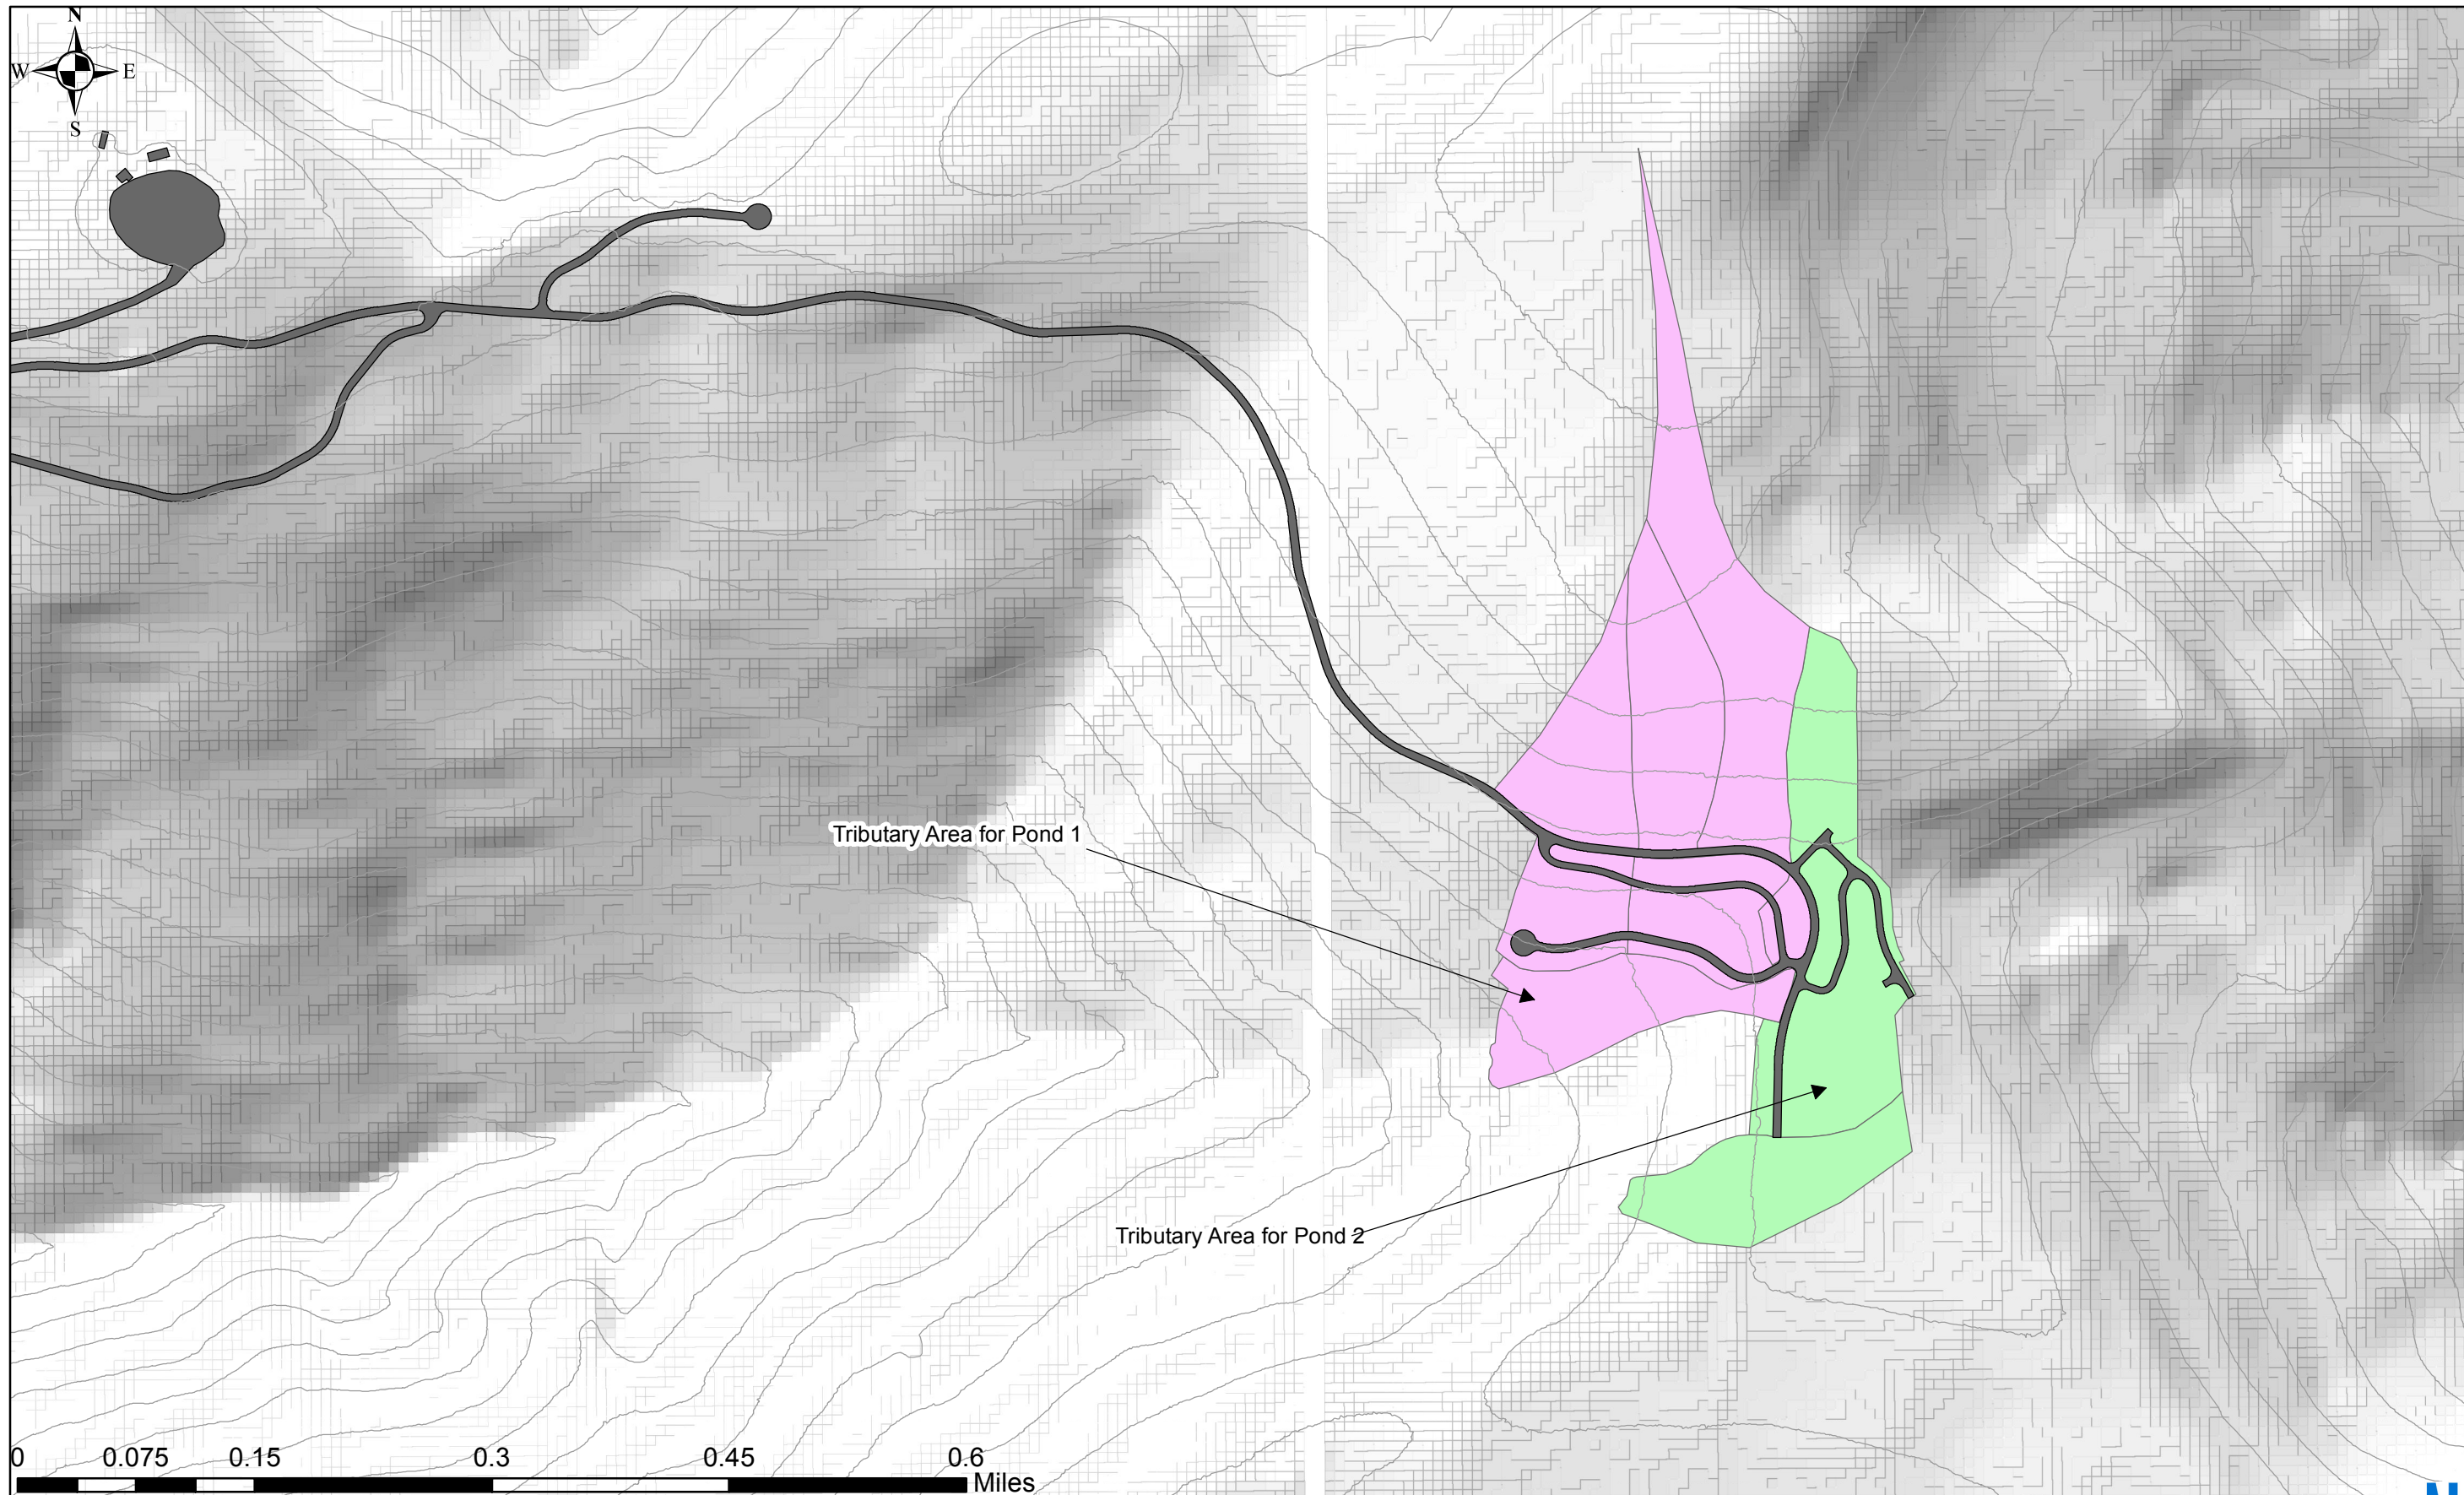 N
W E
S
Tributary Area for Pond 1
Tributary Area for Pond 2
0 0.075 0.15 0.3 0.45 0.6
Miles